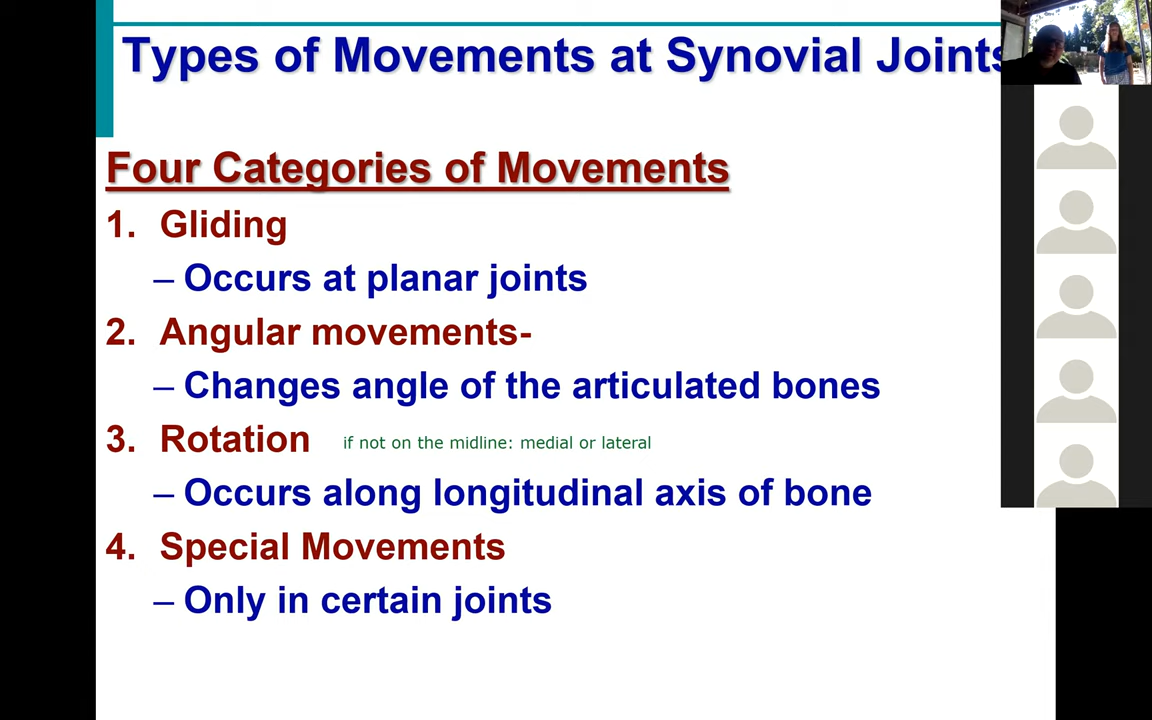 Types of Movements at Synovial Joints
Four Categories of Movements
1. Gliding
– Occurs at planar joints
2. Angular movements-
– Changes angle of the articulated bones
3. Rotation if not on the midline: medial or lateral
– Occurs along longitudinal axis of bone
4. Special Movements
– Only in certain joints